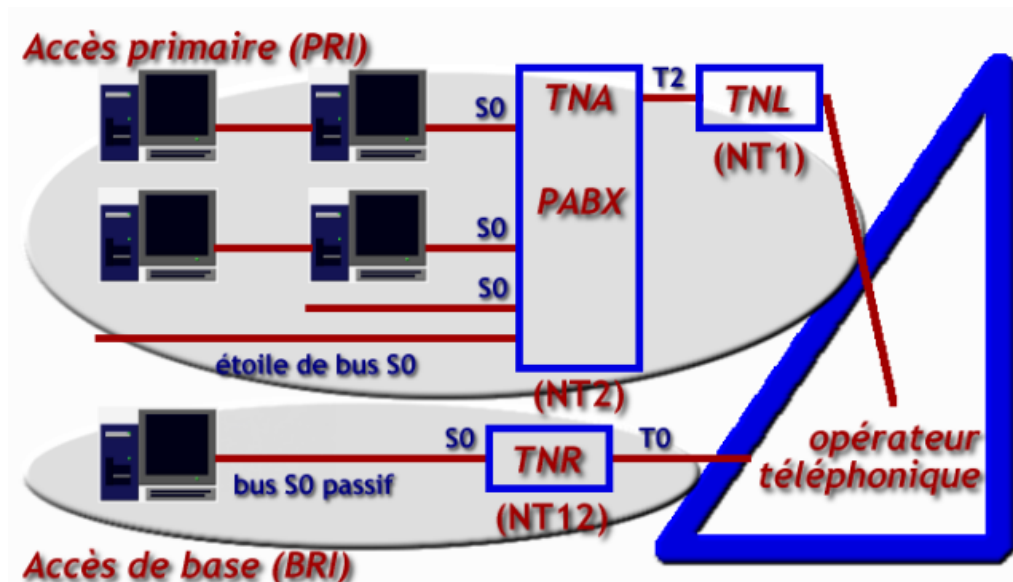 Accès primaire (PRI)
S0
TNA
T2
TNL
(NT1)
PABX
S0
S0
étoile de bus S0
(NT2)
S0
TNR
T0
opérateur
téléphonique
bus S0 passif
(NT12)
Accès de base (BRI)